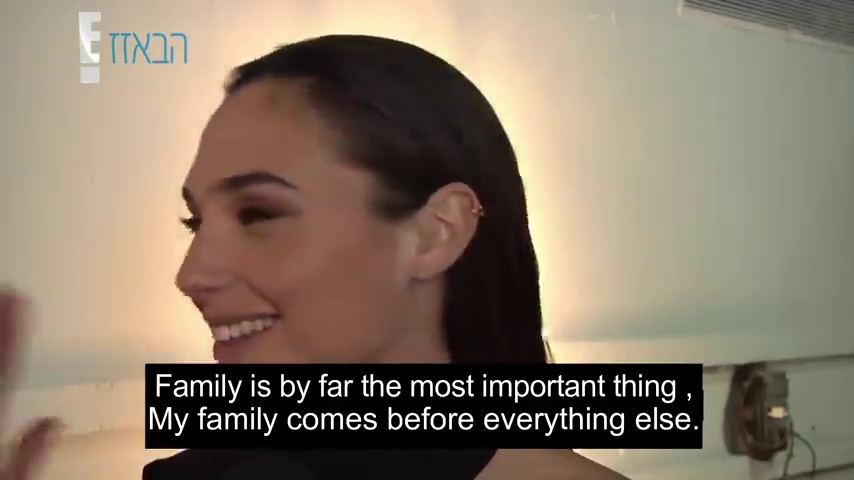 E!
הבאזז
Family is by far the most important thing ,
My family comes before everything else.